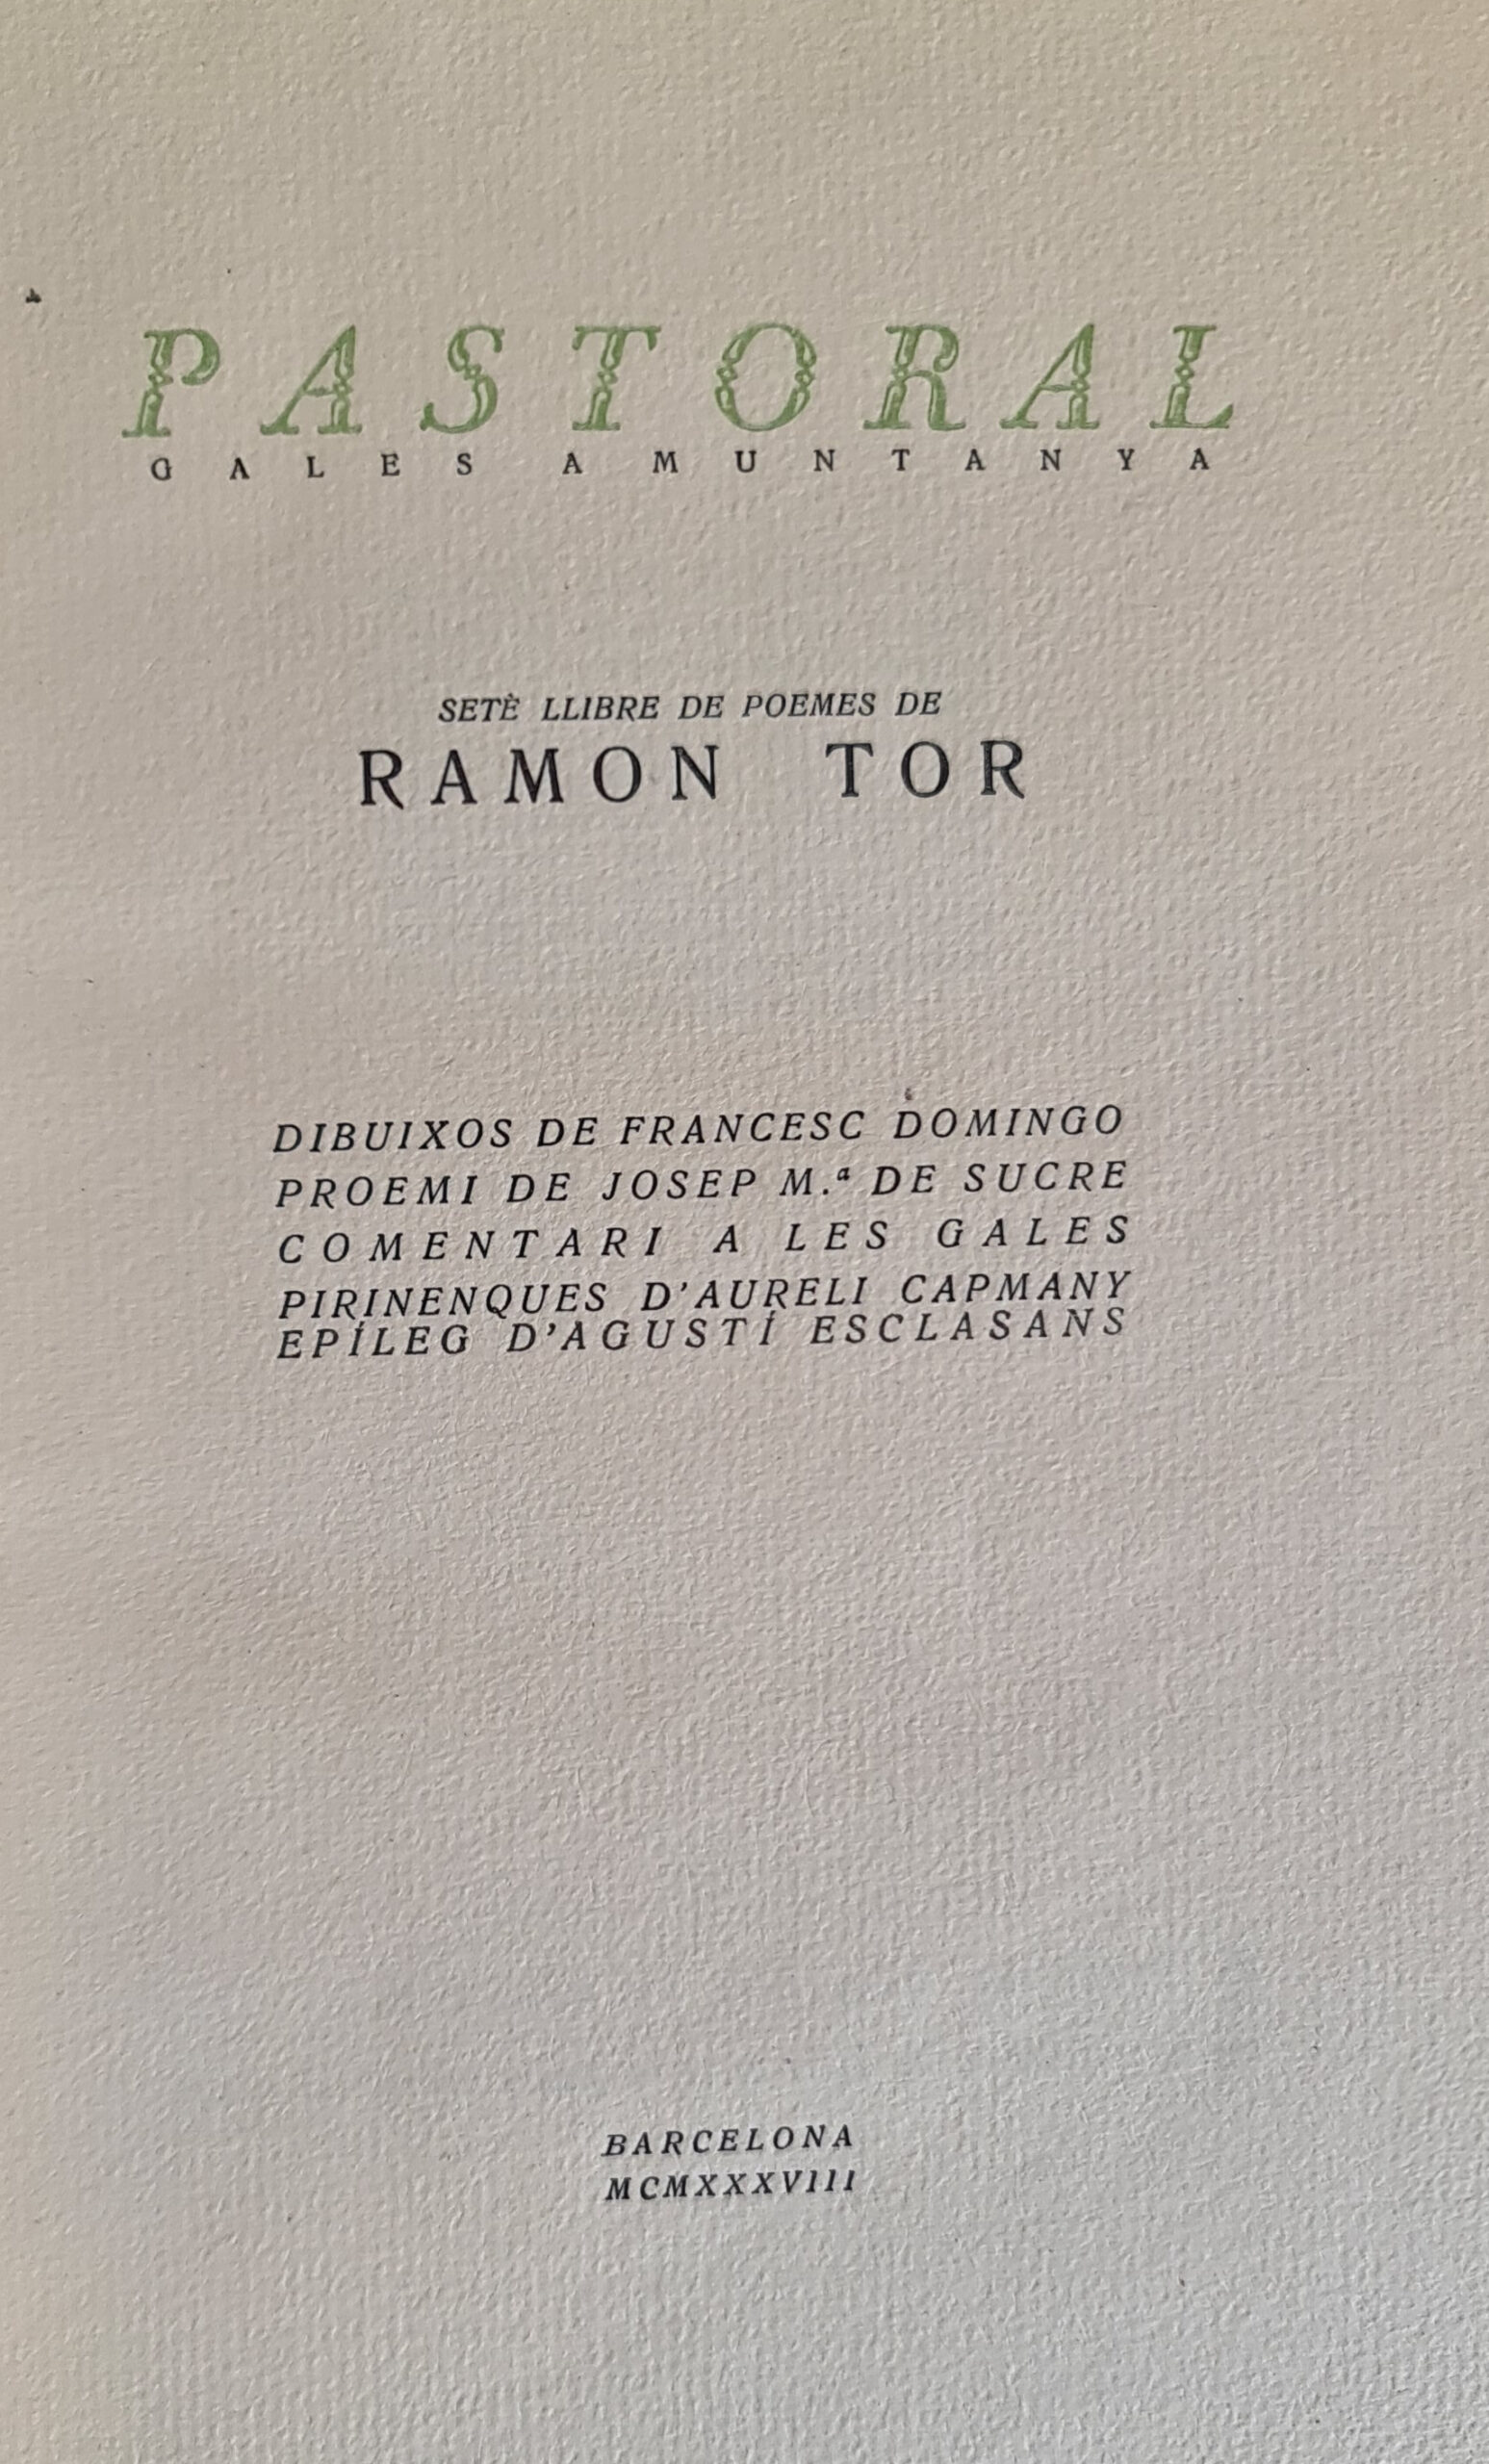 PASTORAL
GALES A MUNTANYA
SETÈ LLIBRE DE POEMES DE
RAMON TOR
DIBUIXOS DE FRANCESC DOMINGO
PROEMI DE JOSEP M.ª DE SUCRE
COMENTARI A LES GALES
PIRINENQUES D'AURELI CAPMANY
EPÍLEG D'AGUSTÍ ESCLASANS
BARCELONA
MCMXXXVIII